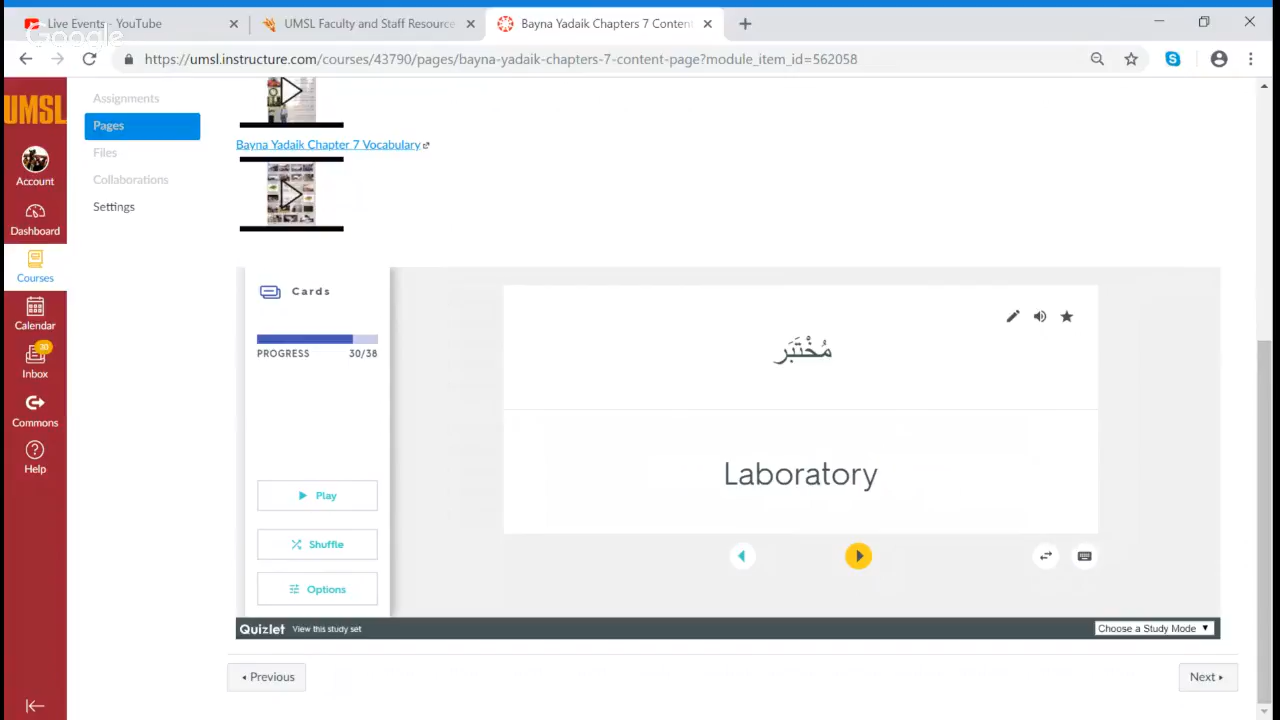 Live Events - YouTube
UMSL Faculty and Staff Resource
Bayna Yadaik Chapters 7 Conten
Google
https://umsl.instructure.com/courses/43790/pages/bayna-yadaik-chapters-7-content-page?module_item_id=562058
UMSL
Account
Dashboard
Courses
Calendar
20
Inbox
Commons
Help
Assignments
Pages
Files
Collaborations
Settings
Bayna Yadaik Chapter 7 Vocabulary
Cards
PROGRESS 30/38
Play
Shuffle
Options
مُخْتَبَر
Laboratory
Quizlet View this study set
Choose a Study Mode
Previous
Next